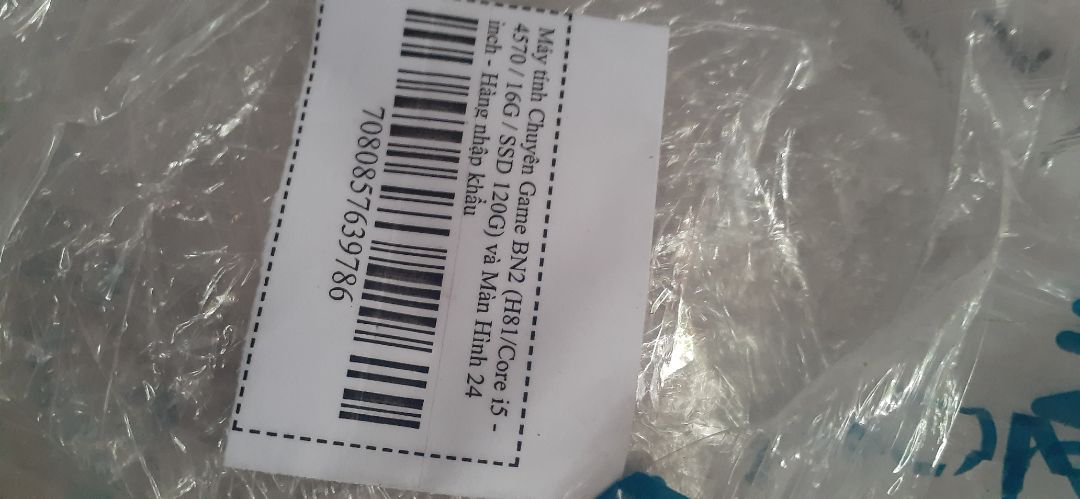 Máy tính Chuyên Game BN2 (H81/Core i5 -
4570 / 16G / SSD 120G) và Màn Hình 24
inch - Hàng nhập khẩu
7080857639786